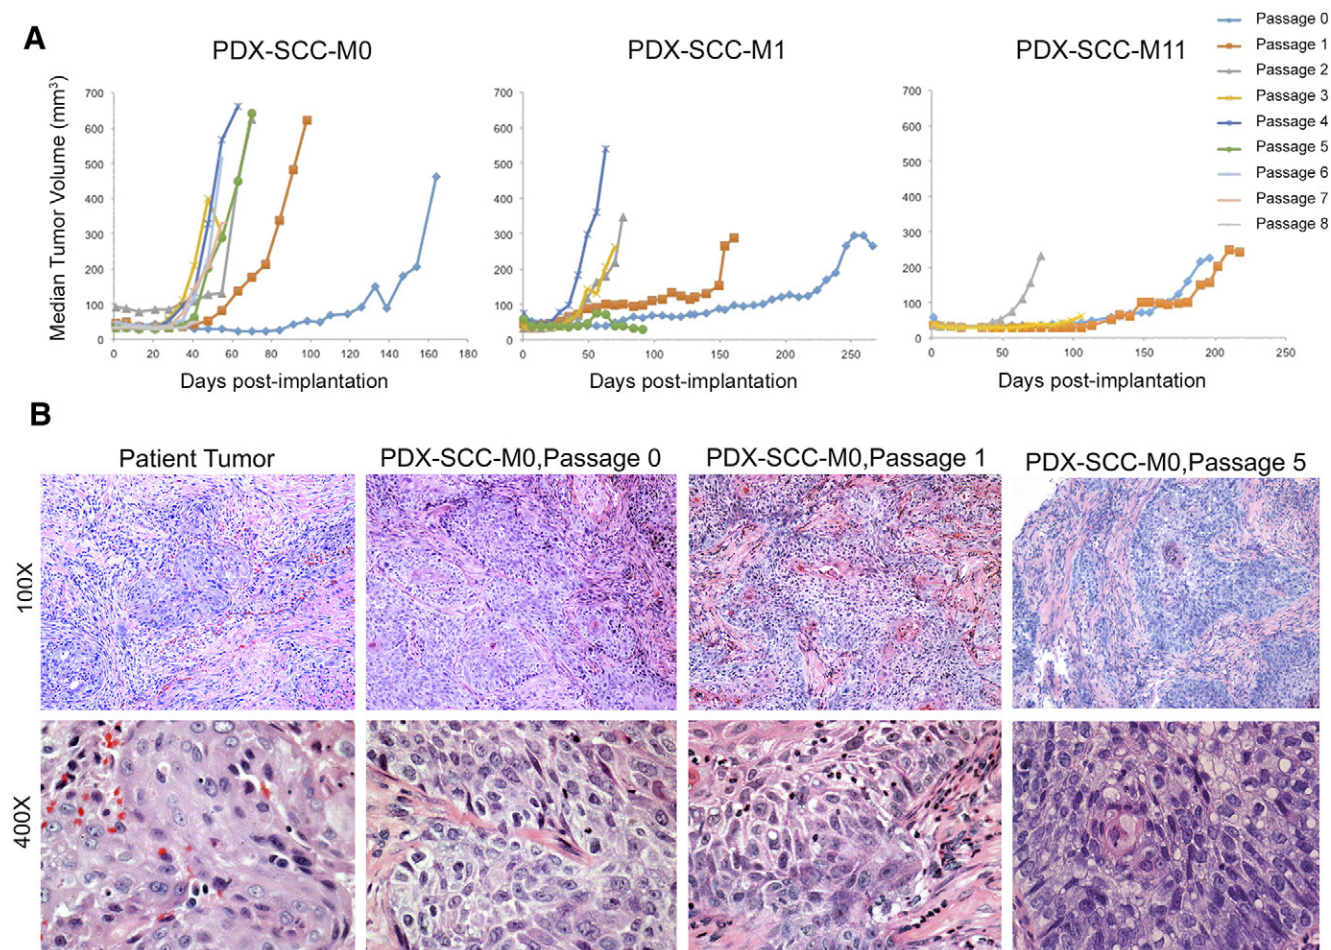 A
PDX-SCC-M0
PDX-SCC-M1
PDX-SCC-M11
Passage 0
Passage 1
Passage 2
Passage 3
Passage 4
Passage 5
Passage 6
Passage 7
Passage 8
Median Tumor Volume (mm³)
700
600
500
400
300
200
100
0
0 20 40 60 80 100 120 140 160 180
Days post-implantation
700
600
500
400
300
200
100
0
0 50 100 150 200 250
Days post-implantation
700
600
500
400
300
200
100
0
0 50 100 150 200 250
Days post-implantation
B
Patient Tumor
PDX-SCC-M0,Passage 0
PDX-SCC-M0,Passage 1
PDX-SCC-M0,Passage 5
100X
400X